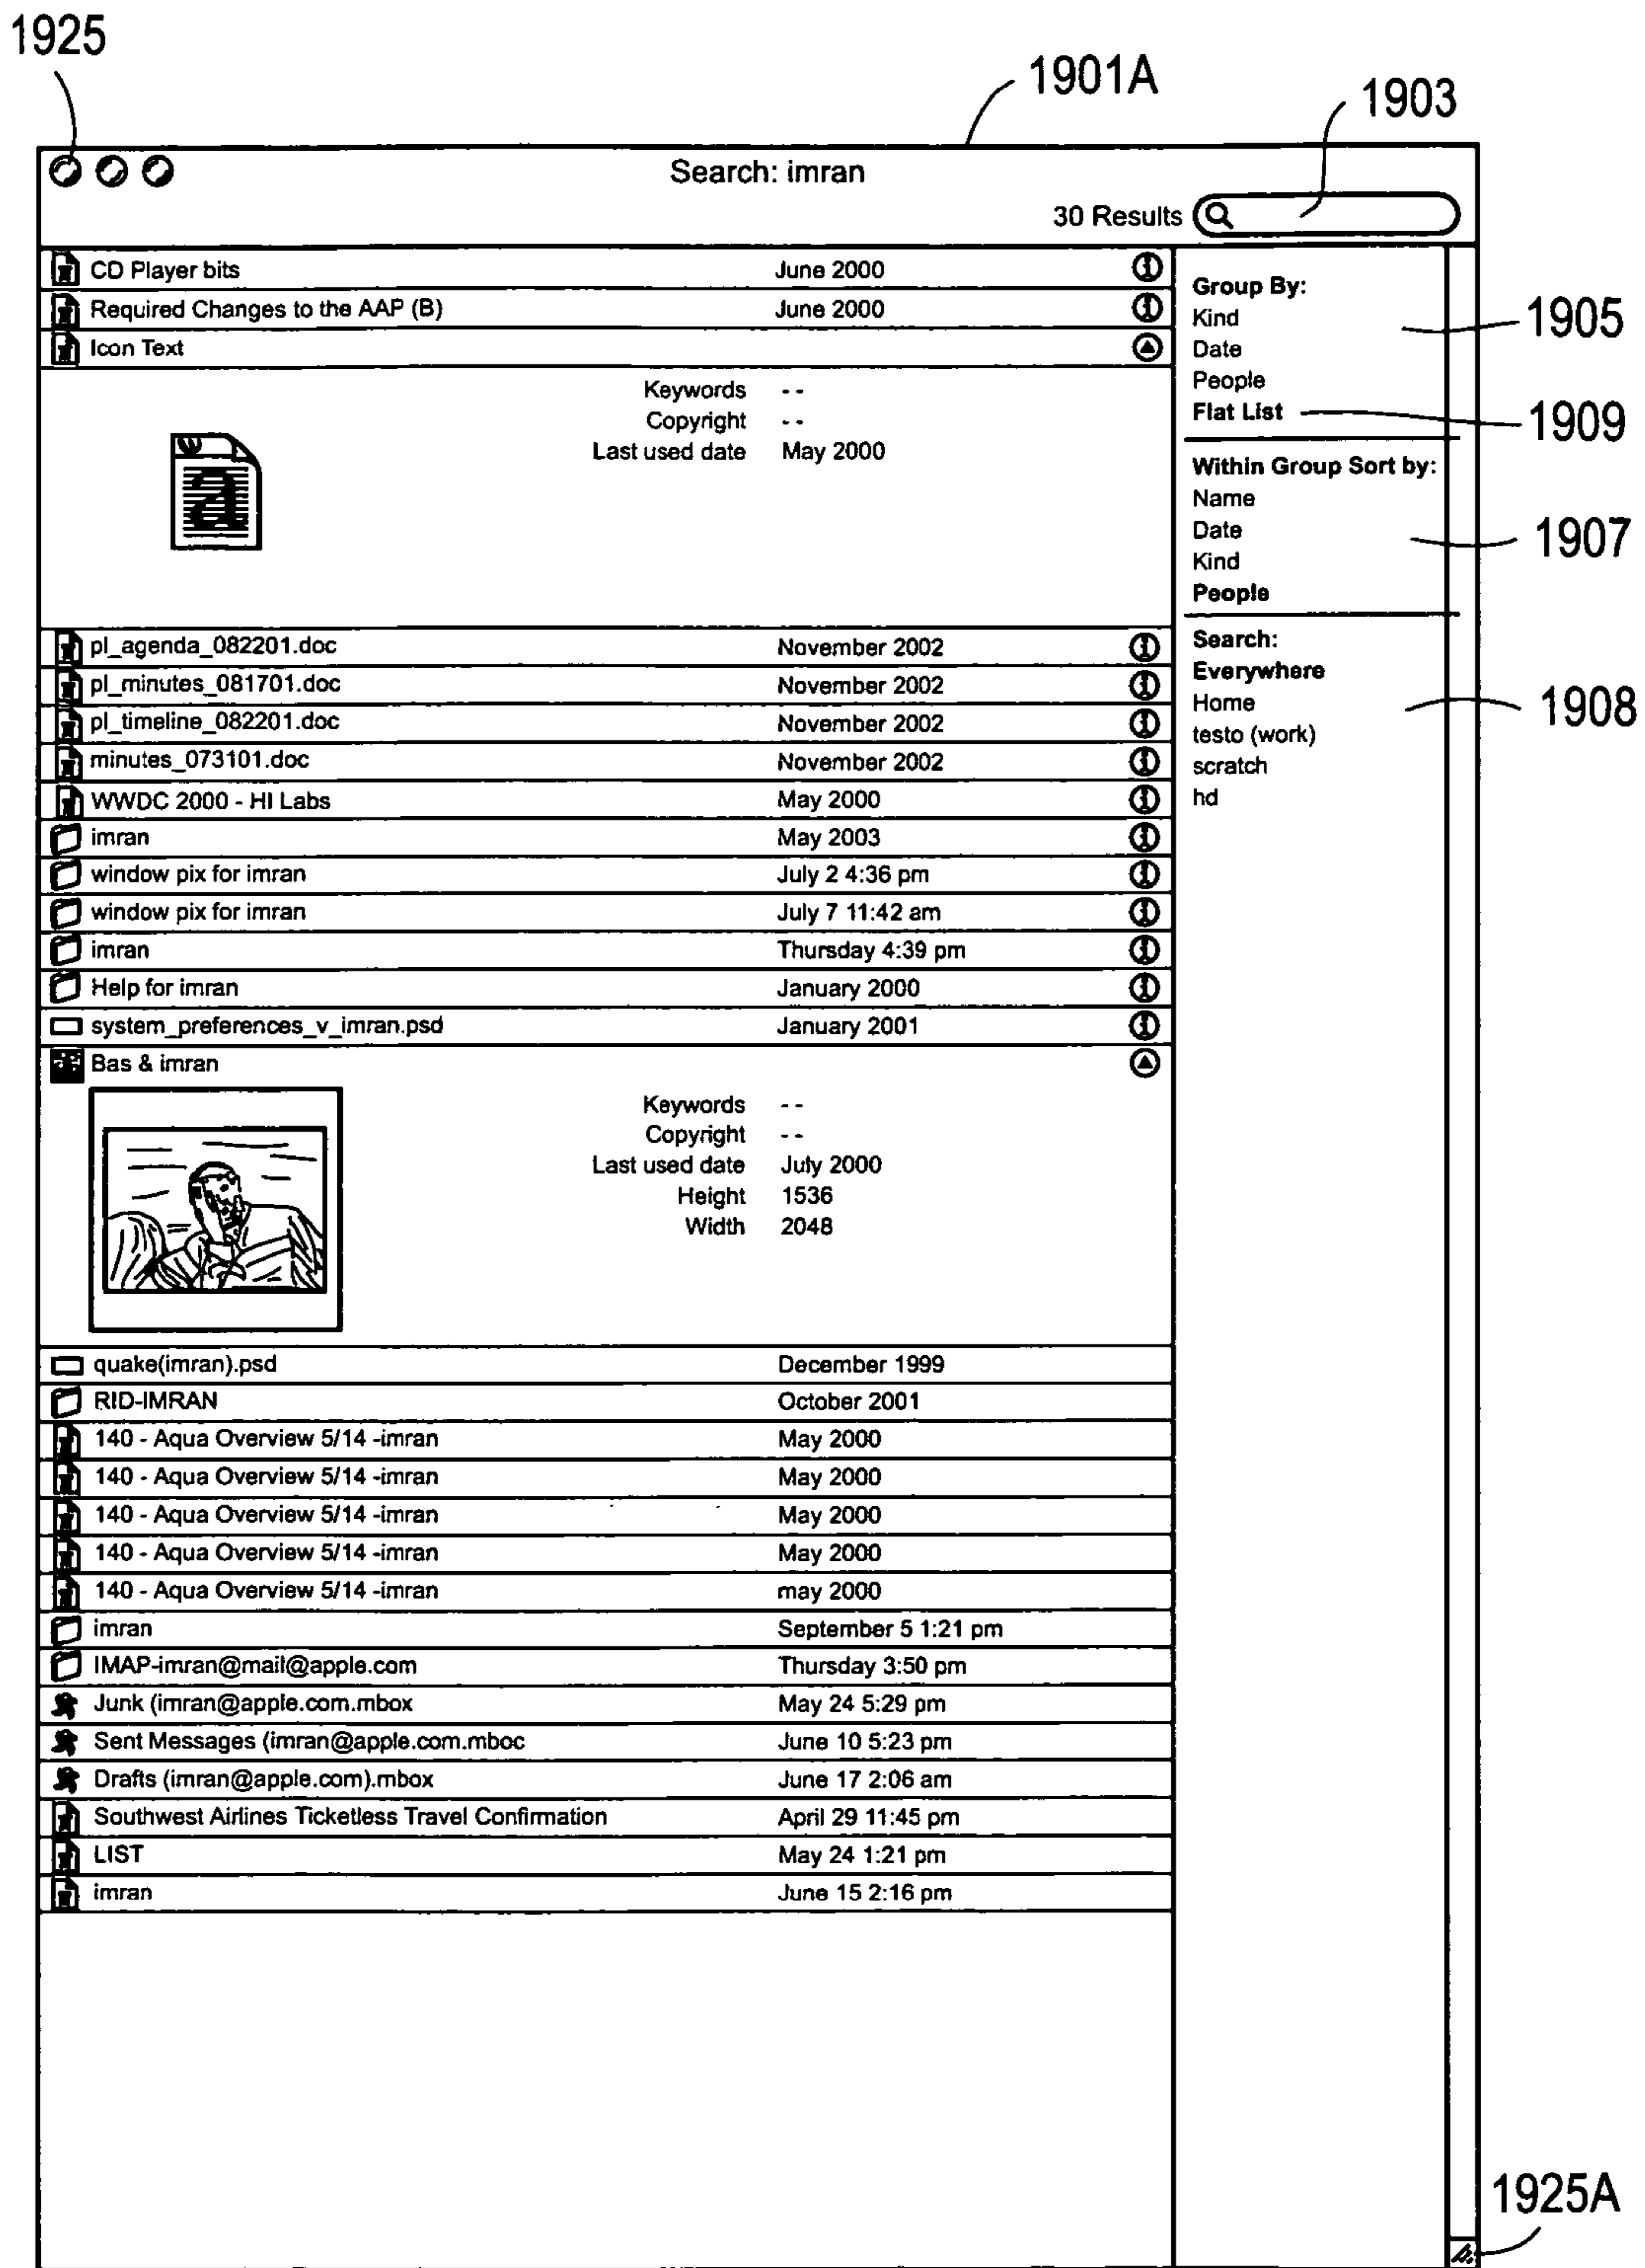 1925
1901A
1903
Search: imran
30 Results
CD Player bits June 2000
Required Changes to the AAP (B) June 2000
Icon Text
Keywords - -
Copyright - -
Last used date May 2000
a
pl_agenda_082201.doc November 2002
pl_minutes_081701.doc November 2002
pl_timeline_082201.doc November 2002
minutes_073101.doc November 2002
WWDC 2000 - HI Labs May 2000
imran May 2003
window pix for imran July 2 4:36 pm
window pix for imran July 7 11:42 am
imran Thursday 4:39 pm
Help for imran January 2000
system_preferences_v_imran.psd January 2001
Bas & imran
Keywords - -
Copyright - -
Last used date July 2000
Height 1536
Width 2048
quake(imran).psd December 1999
RID-IMRAN October 2001
140 - Aqua Overview 5/14 -imran May 2000
140 - Aqua Overview 5/14 -imran May 2000
140 - Aqua Overview 5/14 -imran May 2000
140 - Aqua Overview 5/14 -imran May 2000
140 - Aqua Overview 5/14 -imran may 2000
imran September 5 1:21 pm
IMAP-imran@mail@apple.com Thursday 3:50 pm
Junk (imran@apple.com.mbox May 24 5:29 pm
Sent Messages (imran@apple.com.mboc June 10 5:23 pm
Drafts (imran@apple.com).mbox June 17 2:06 am
Southwest Airlines Ticketless Travel Confirmation April 29 11:45 pm
LIST May 24 1:21 pm
imran June 15 2:16 pm
Group By:
Kind
1905
Date
People
Flat List
1909
Within Group Sort by:
Name
Date
1907
Kind
People
Search:
Everywhere
Home
1908
testo (work)
scratch
hd
1925A